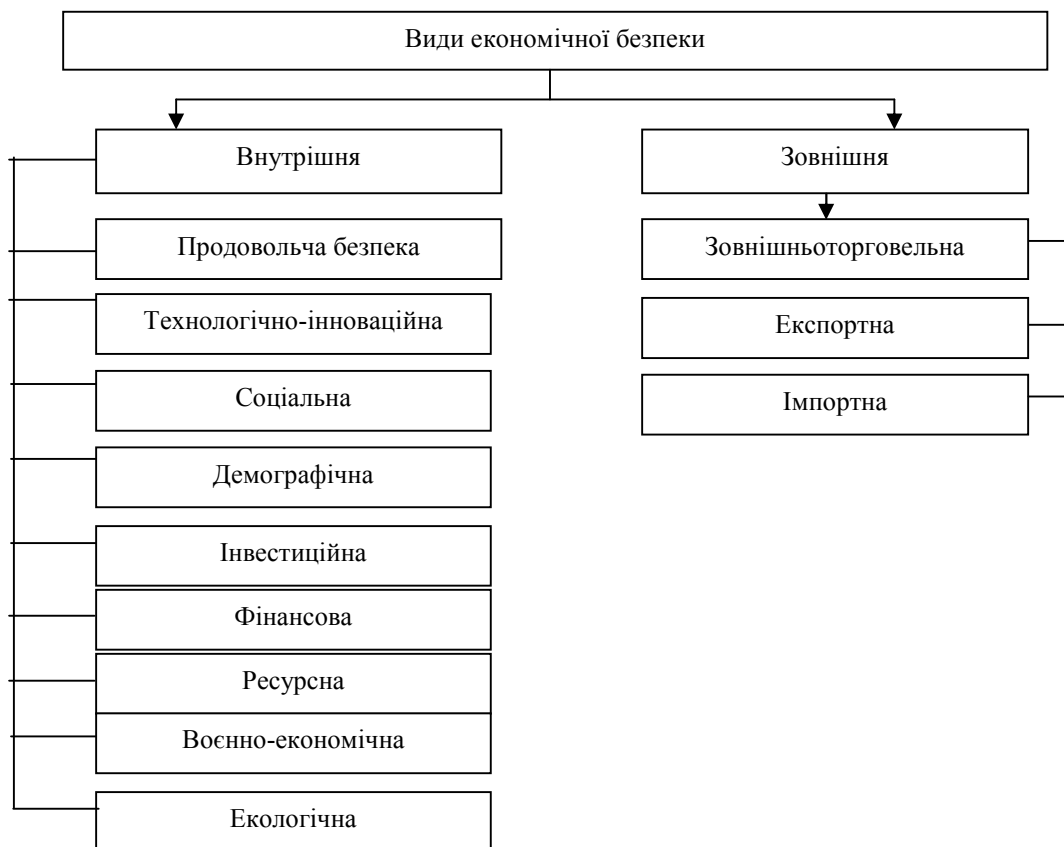 Види економічної безпеки
Внутрішня
Зовнішня
Продовольча безпека
Зовнішньоторговельна
Технологічно-інноваційна
Експортна
Соціальна
Імпортна
Демографічна
Інвестиційна
Фінансова
Ресурсна
Воєнно-економічна
Екологічна